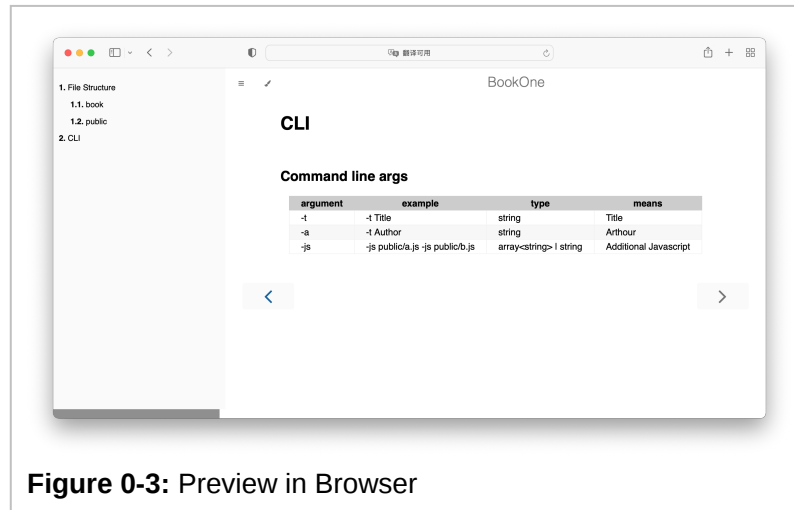 翻译可用
1. File Structure
1.1. book
1.2. public
2. CLI
BookOne
CLI
Command line args
argument example type means
-t -t Title string Title
-a -t Author string Arthour
-js -js public/a.js -js public/b.js array<string> | string Additional Javascript
Figure 0-3: Preview in Browser